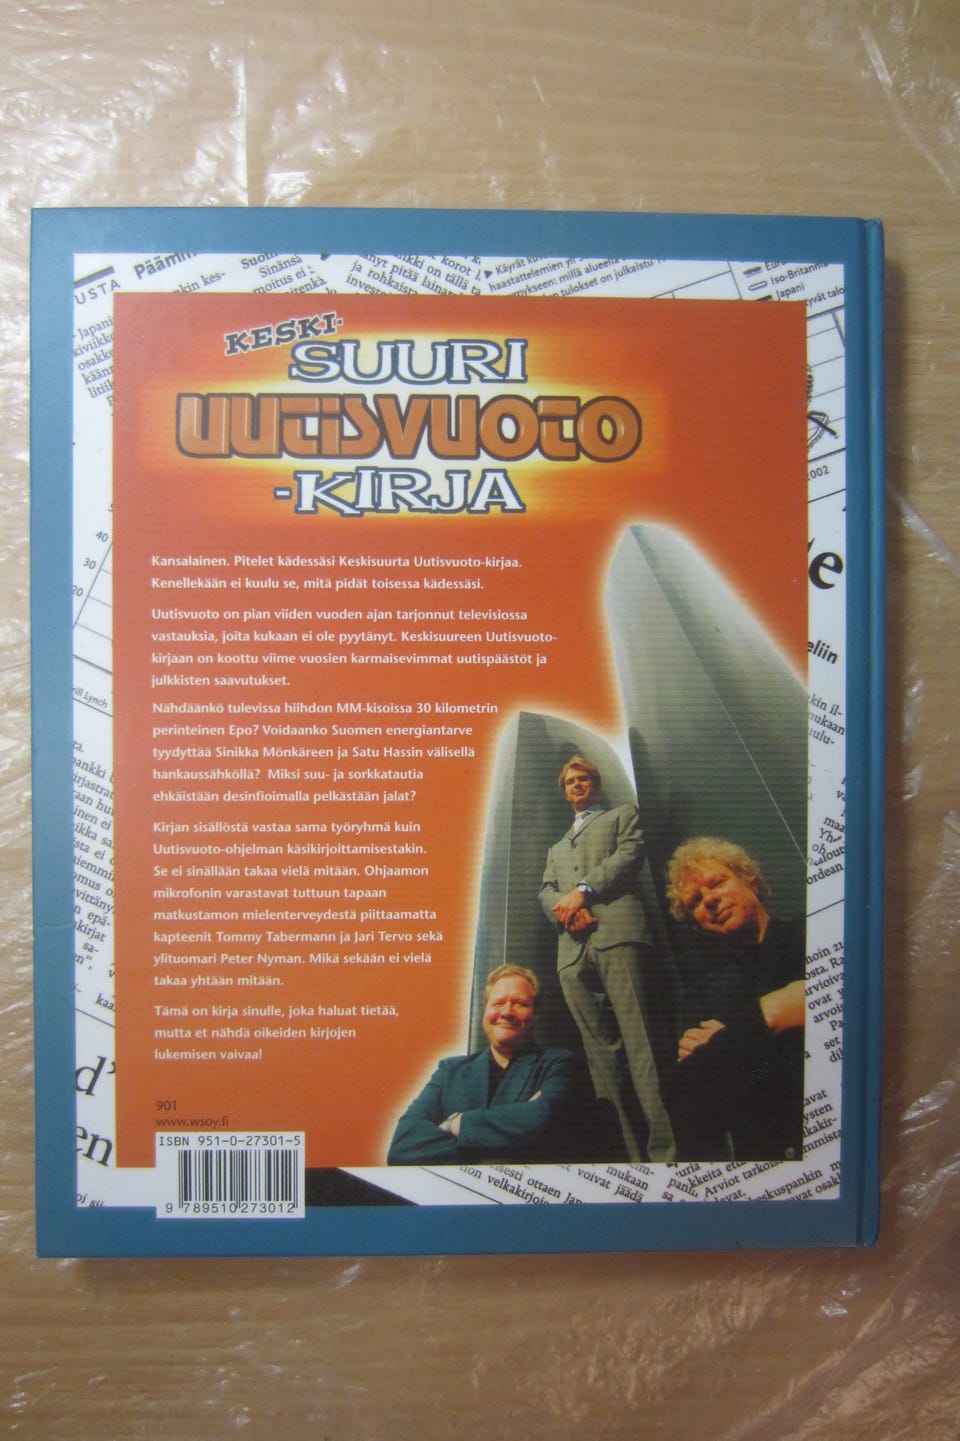 KESKI-
SUURI
UUTISVUOTO
-KIRJA
Kansalainen. Pitelet kädessäsi Keskisuurta Uutisvuoto-kirjaa.
Kenellekään ei kuulu se, mitä pidät toisessa kädessäsi.
Uutisvuoto on pian viiden vuoden ajan tarjonnut televisiossa
vastauksia, joita kukaan ei ole pyytänyt. Keskisuureen Uutisvuoto-
kirjaan on koottu viime vuosien karmaisevimmat uutispäästöt ja
julkkisten saavutukset.
Nähdäänkö tulevissa hiihdon MM-kisoissa 30 kilometrin
perinteinen Epo? Voidaanko Suomen energiantarve
tyydyttää Sinikka Mönkäreen ja Satu Hassin välisellä
hankaussähköllä? Miksi suu- ja sorkkatautia
ehkäistään desinfioimalla pelkästään jalat?
Kirjan sisällöstä vastaa sama työryhmä kuin
Uutisvuoto-ohjelman käsikirjoittamisestakin.
Se ei sinällään takaa vielä mitään. Ohjaamon
mikrofonin varastavat tuttuun tapaan
matkustamon mielenterveydestä piittaamatta
kapteenit Tommy Tabermann ja Jari Tervo sekä
ylituomari Peter Nyman. Mikä sekään ei vielä
takaa yhtään mitään.
Tämä on kirja sinulle, joka haluat tietää,
mutta et nähdä oikeiden kirjojen
lukemisen vaivaa!
901
www.wsoy.fi
ISBN 951-0-27301-5
9 789510 273012